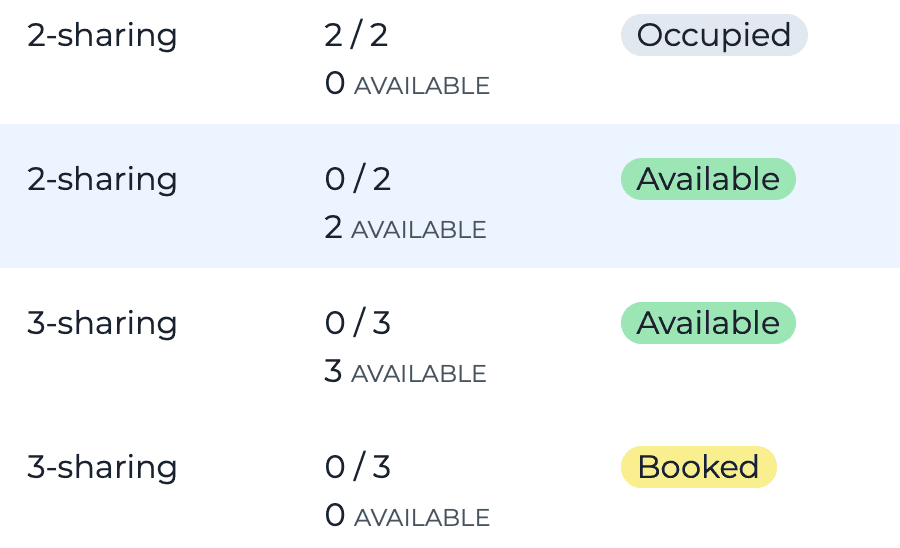 2-sharing 2 / 2 Occupied
0 AVAILABLE
2-sharing 0 / 2 Available
2 AVAILABLE
3-sharing 0 / 3 Available
3 AVAILABLE
3-sharing 0 / 3 Booked
0 AVAILABLE